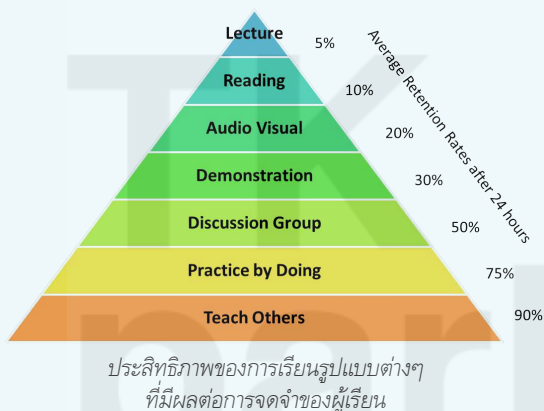 Lecture
5%
Reading
10%
Audio Visual
20%
Demonstration
30%
Discussion Group
50%
Practice by Doing
75%
Teach Others
90%
Average Retention Rates after 24 hours
ประสิทธิภาพของการเรียนรูปแบบต่างๆ
ที่มีผลต่อการจดจำของผู้เรียน
TK
park